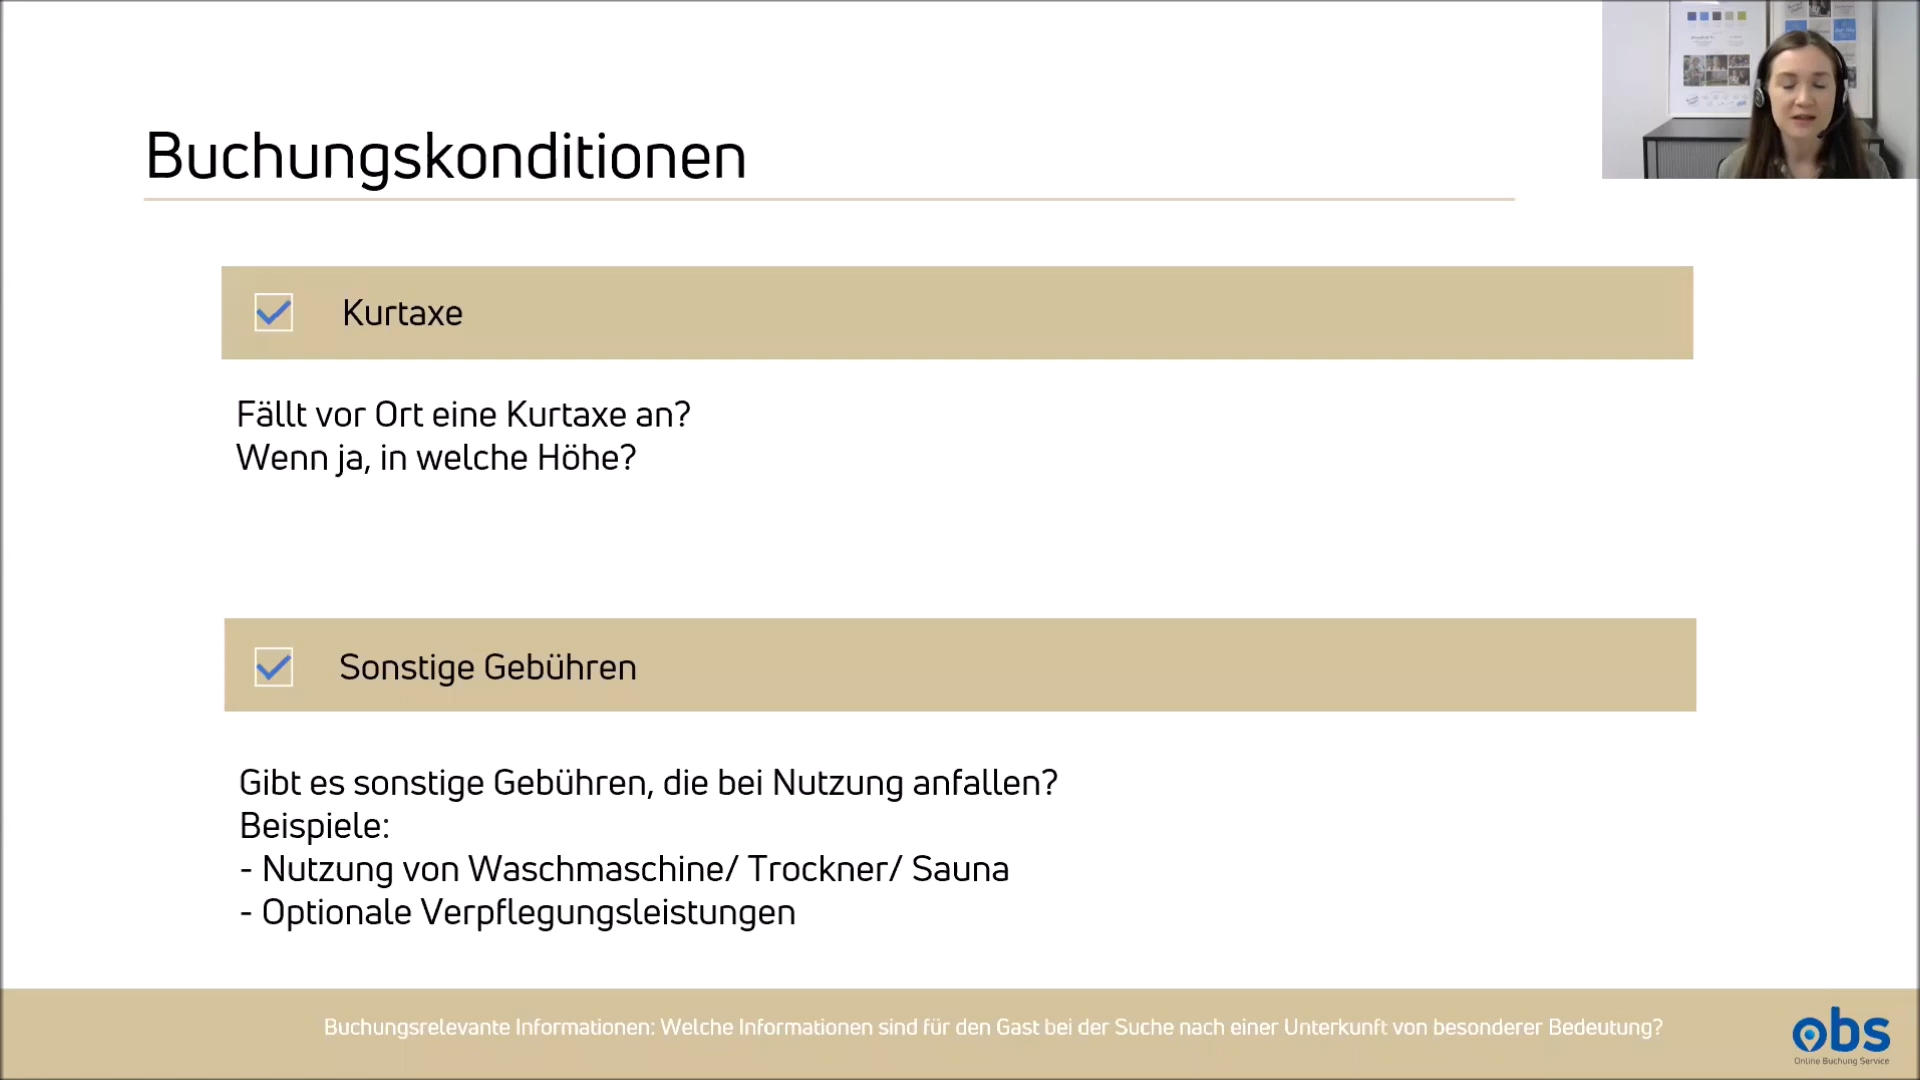 Buchungskonditionen
Kurtaxe
Fällt vor Ort eine Kurtaxe an?
Wenn ja, in welche Höhe?
Sonstige Gebühren
Gibt es sonstige Gebühren, die bei Nutzung anfallen?
Beispiele:
- Nutzung von Waschmaschine/ Trockner/ Sauna
- Optionale Verpflegungsleistungen
Buchungsrelevante Informationen: Welche Informationen sind für den Gast bei der Suche nach einer Unterkunft von besonderer Bedeutung?
obs
Online Buchung Service